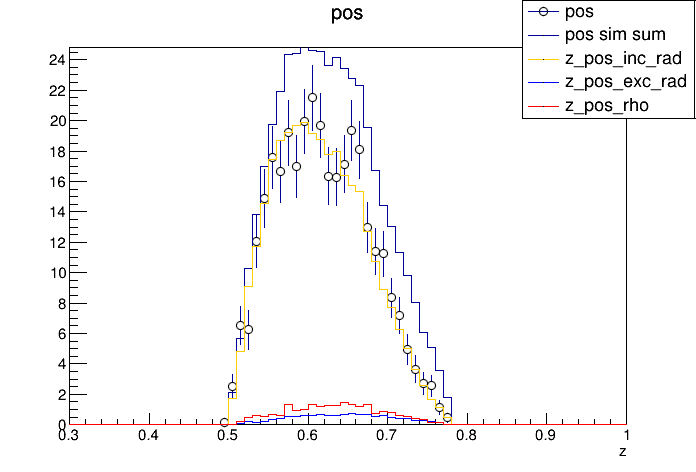 pos
pos
pos sim sum
z_pos_inc_rad
z_pos_exc_rad
z_pos_rho
24
22
20
18
16
14
12
10
8
6
4
2
0
0.3 0.4 0.5 0.6 0.7 0.8 0.9 1
z